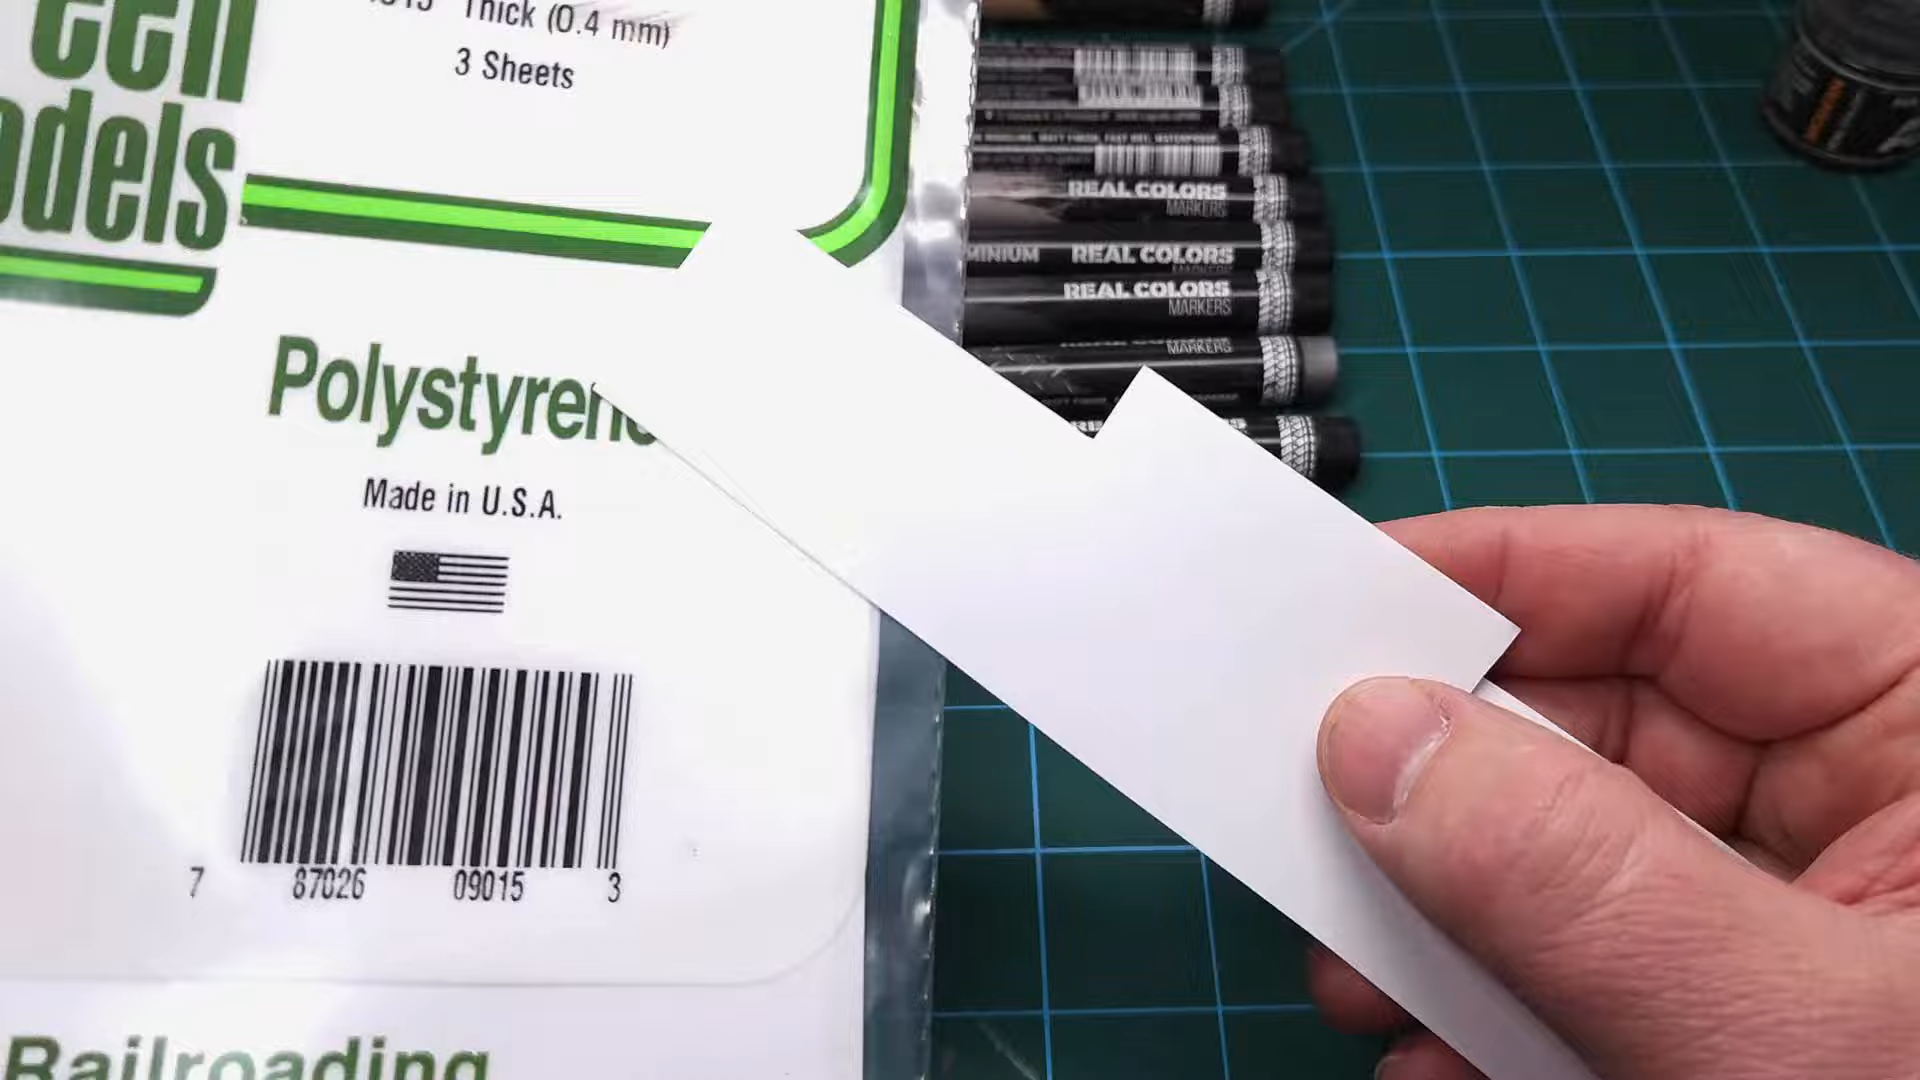 Thick (0.4 mm)
3 Sheets
odels
Polystyrene
Made in U.S.A.
7 87026 09015 3
Railroading
REAL COLORS
MARKERS
MINIUM REAL COLORS
MARKERS
REAL COLORS
MARKERS
MARKERS